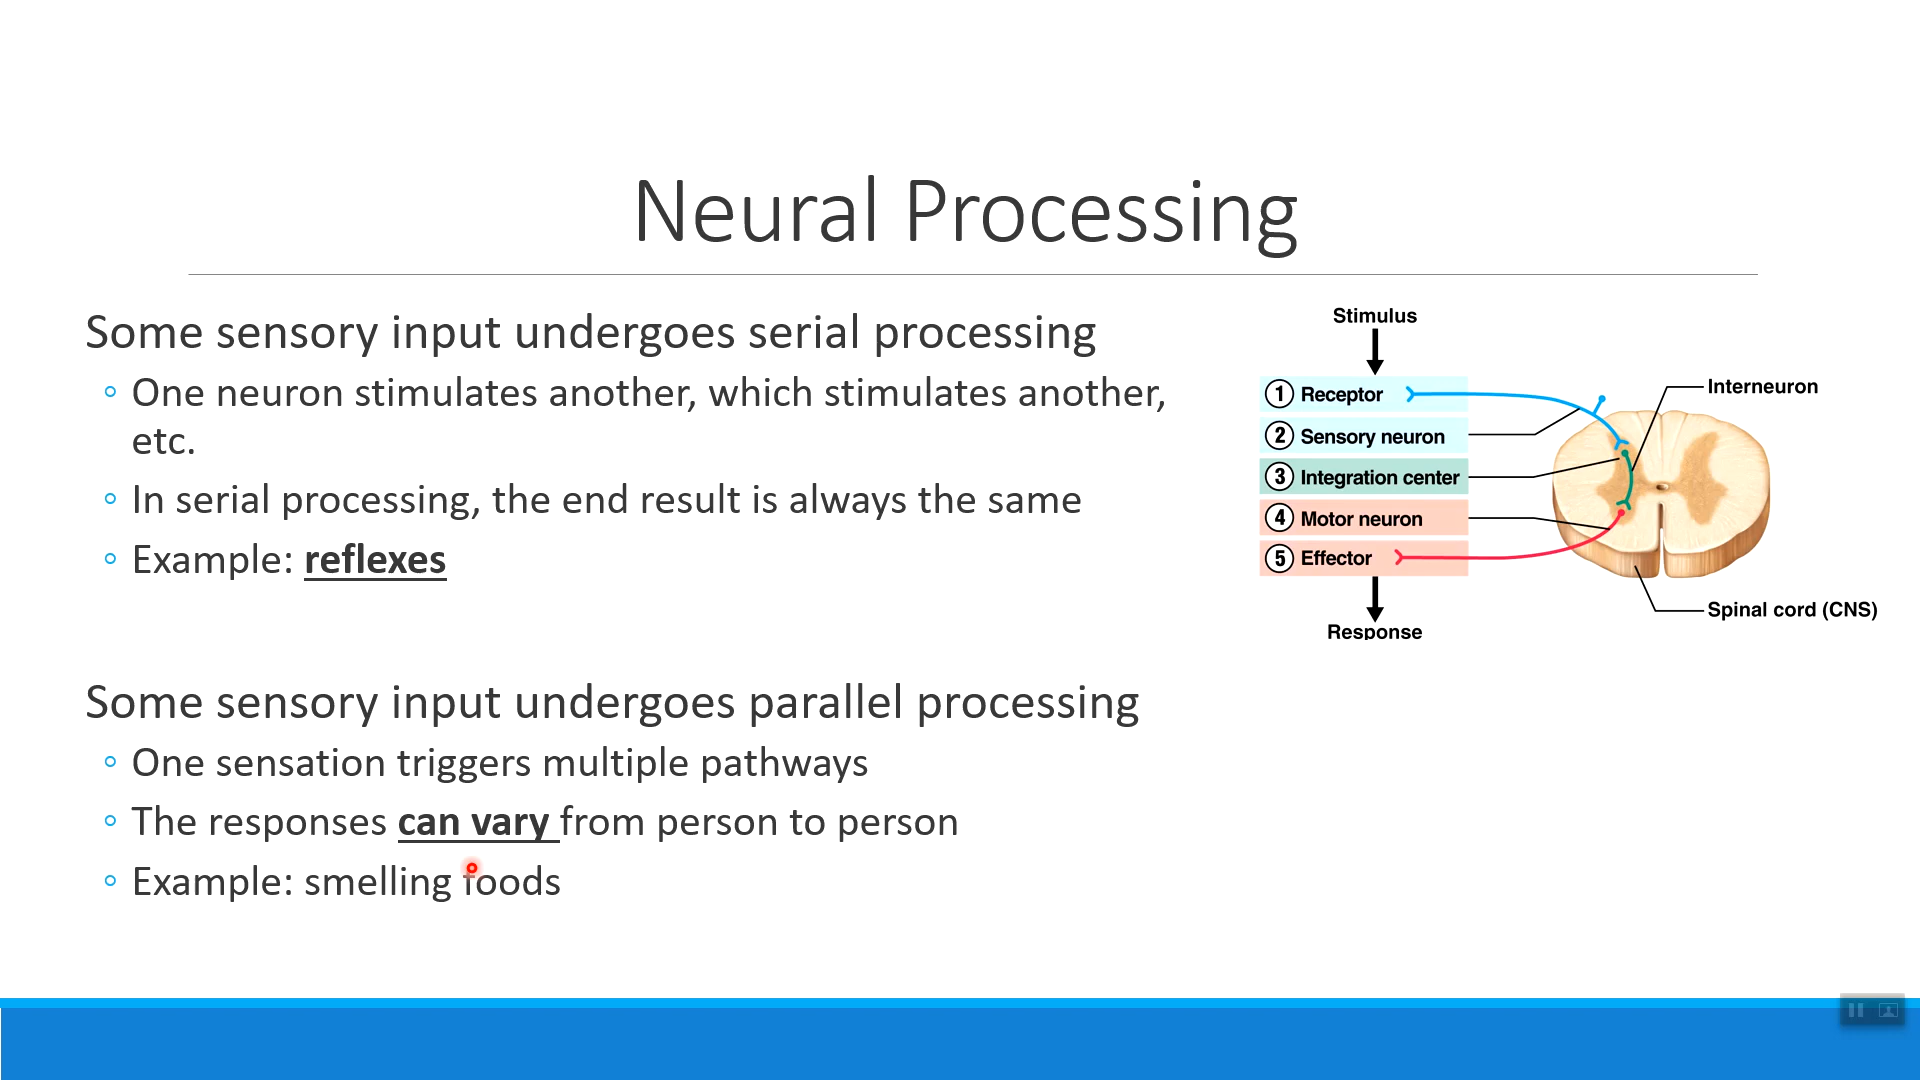 Neural Processing
Some sensory input undergoes serial processing
◦ One neuron stimulates another, which stimulates another,
etc.
◦ In serial processing, the end result is always the same
◦ Example: reflexes
Some sensory input undergoes parallel processing
◦ One sensation triggers multiple pathways
◦ The responses can vary from person to person
◦ Example: smelling foods
Stimulus
1 Receptor
2 Sensory neuron
3 Integration center
4 Motor neuron
5 Effector
Response
Interneuron
Spinal cord (CNS)